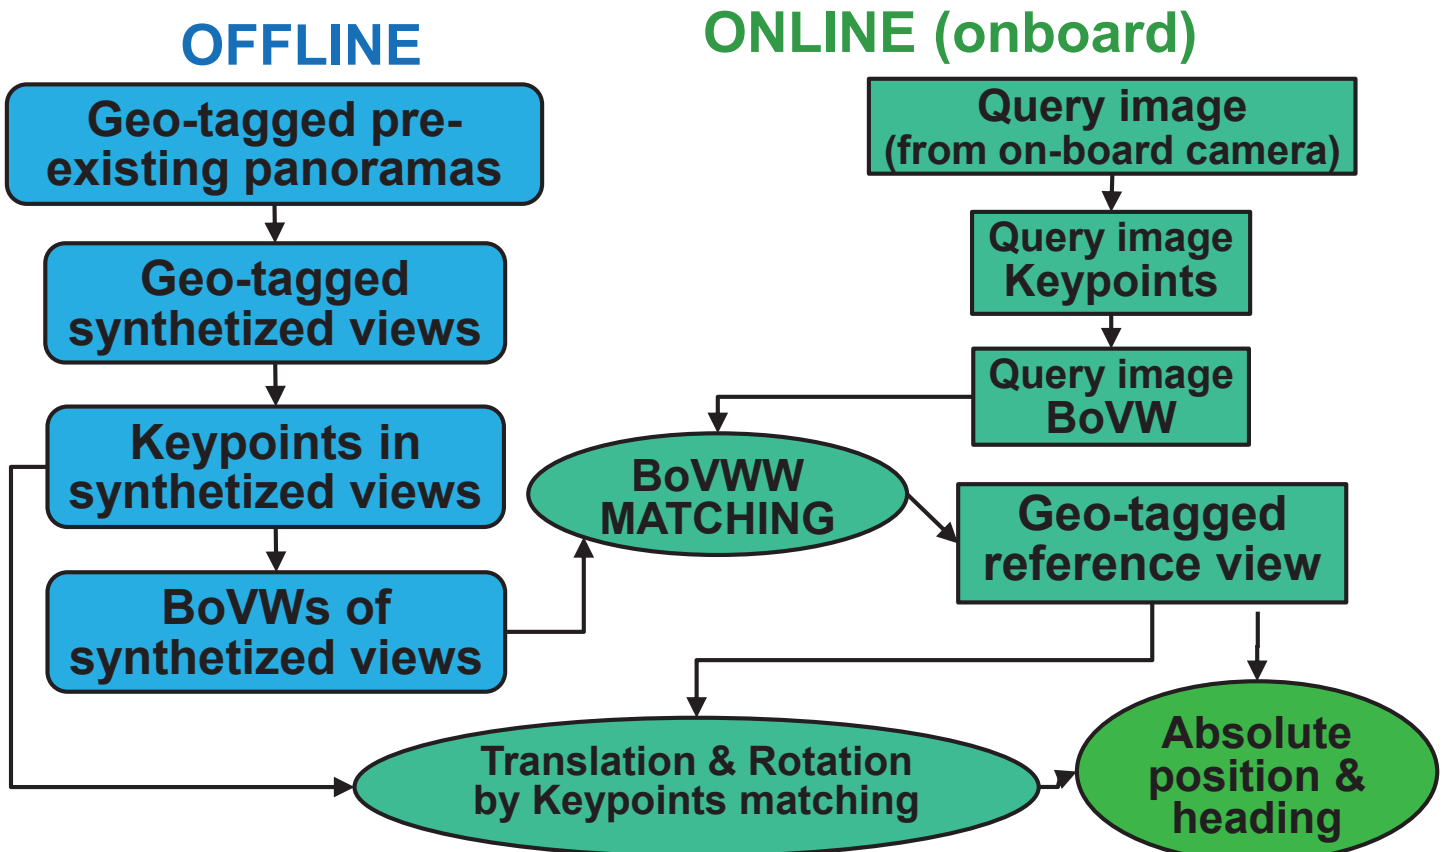 OFFLINE
ONLINE (onboard)
Geo-tagged pre-
existing panoramas
Geo-tagged
synthetized views
Keypoints in
synthetized views
BoVWs of
synthetized views
Query image
(from on-board camera)
Query image
Keypoints
Query image
BoVW
BoVWW
MATCHING
Geo-tagged
reference view
Translation & Rotation
by Keypoints matching
Absolute
position &
heading